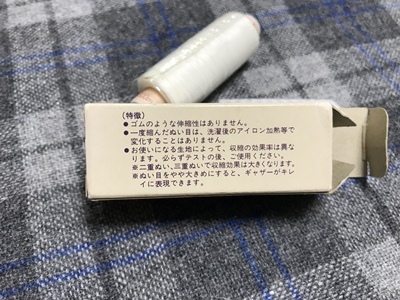 (特徴)
●ゴムのような伸縮性はありません。
●一度縮んだぬい目は、洗濯後のアイロン加熱等で
変化することはありません。
●お使いになる生地によって、収縮の効果率は異な
ります。必らずテストの後、ご使用ください。
※二重ぬい、三重ぬいで収縮効果は大きくなります。
※ぬい目をやや大きめにすると、ギャザーがキレ
イに表現できます。